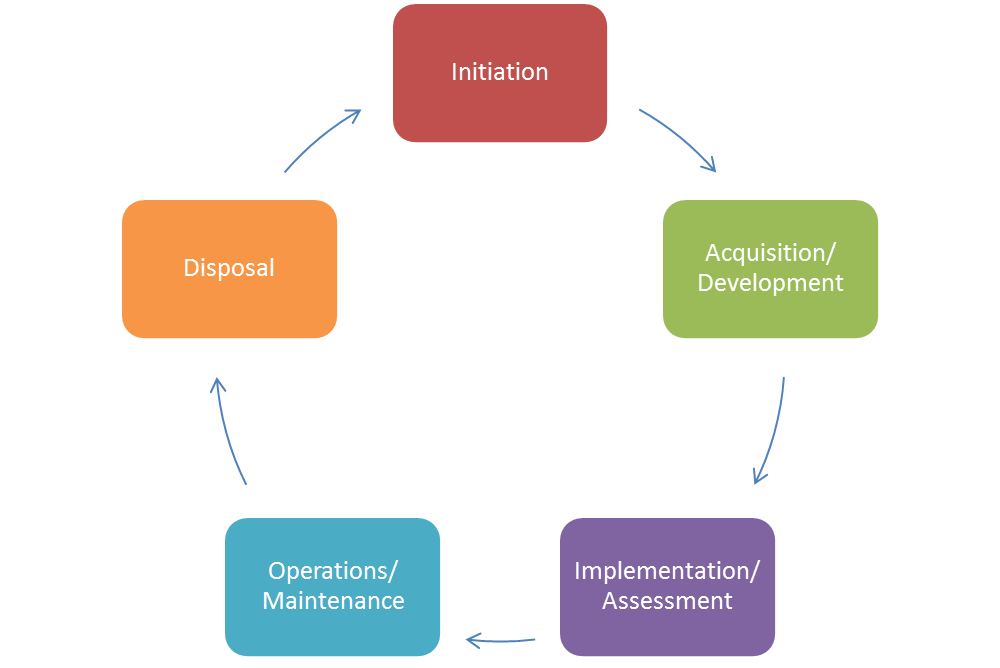 Initiation
Acquisition/
Development
Implementation/
Assessment
Operations/
Maintenance
Disposal